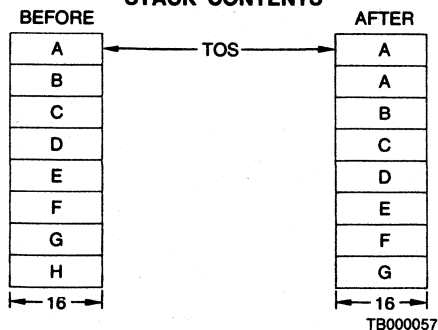 STACK CONTENTS
BEFORE
AFTER
TOS
A
B
C
D
E
F
G
H
16
A
A
B
C
D
E
F
G
16
TB000057